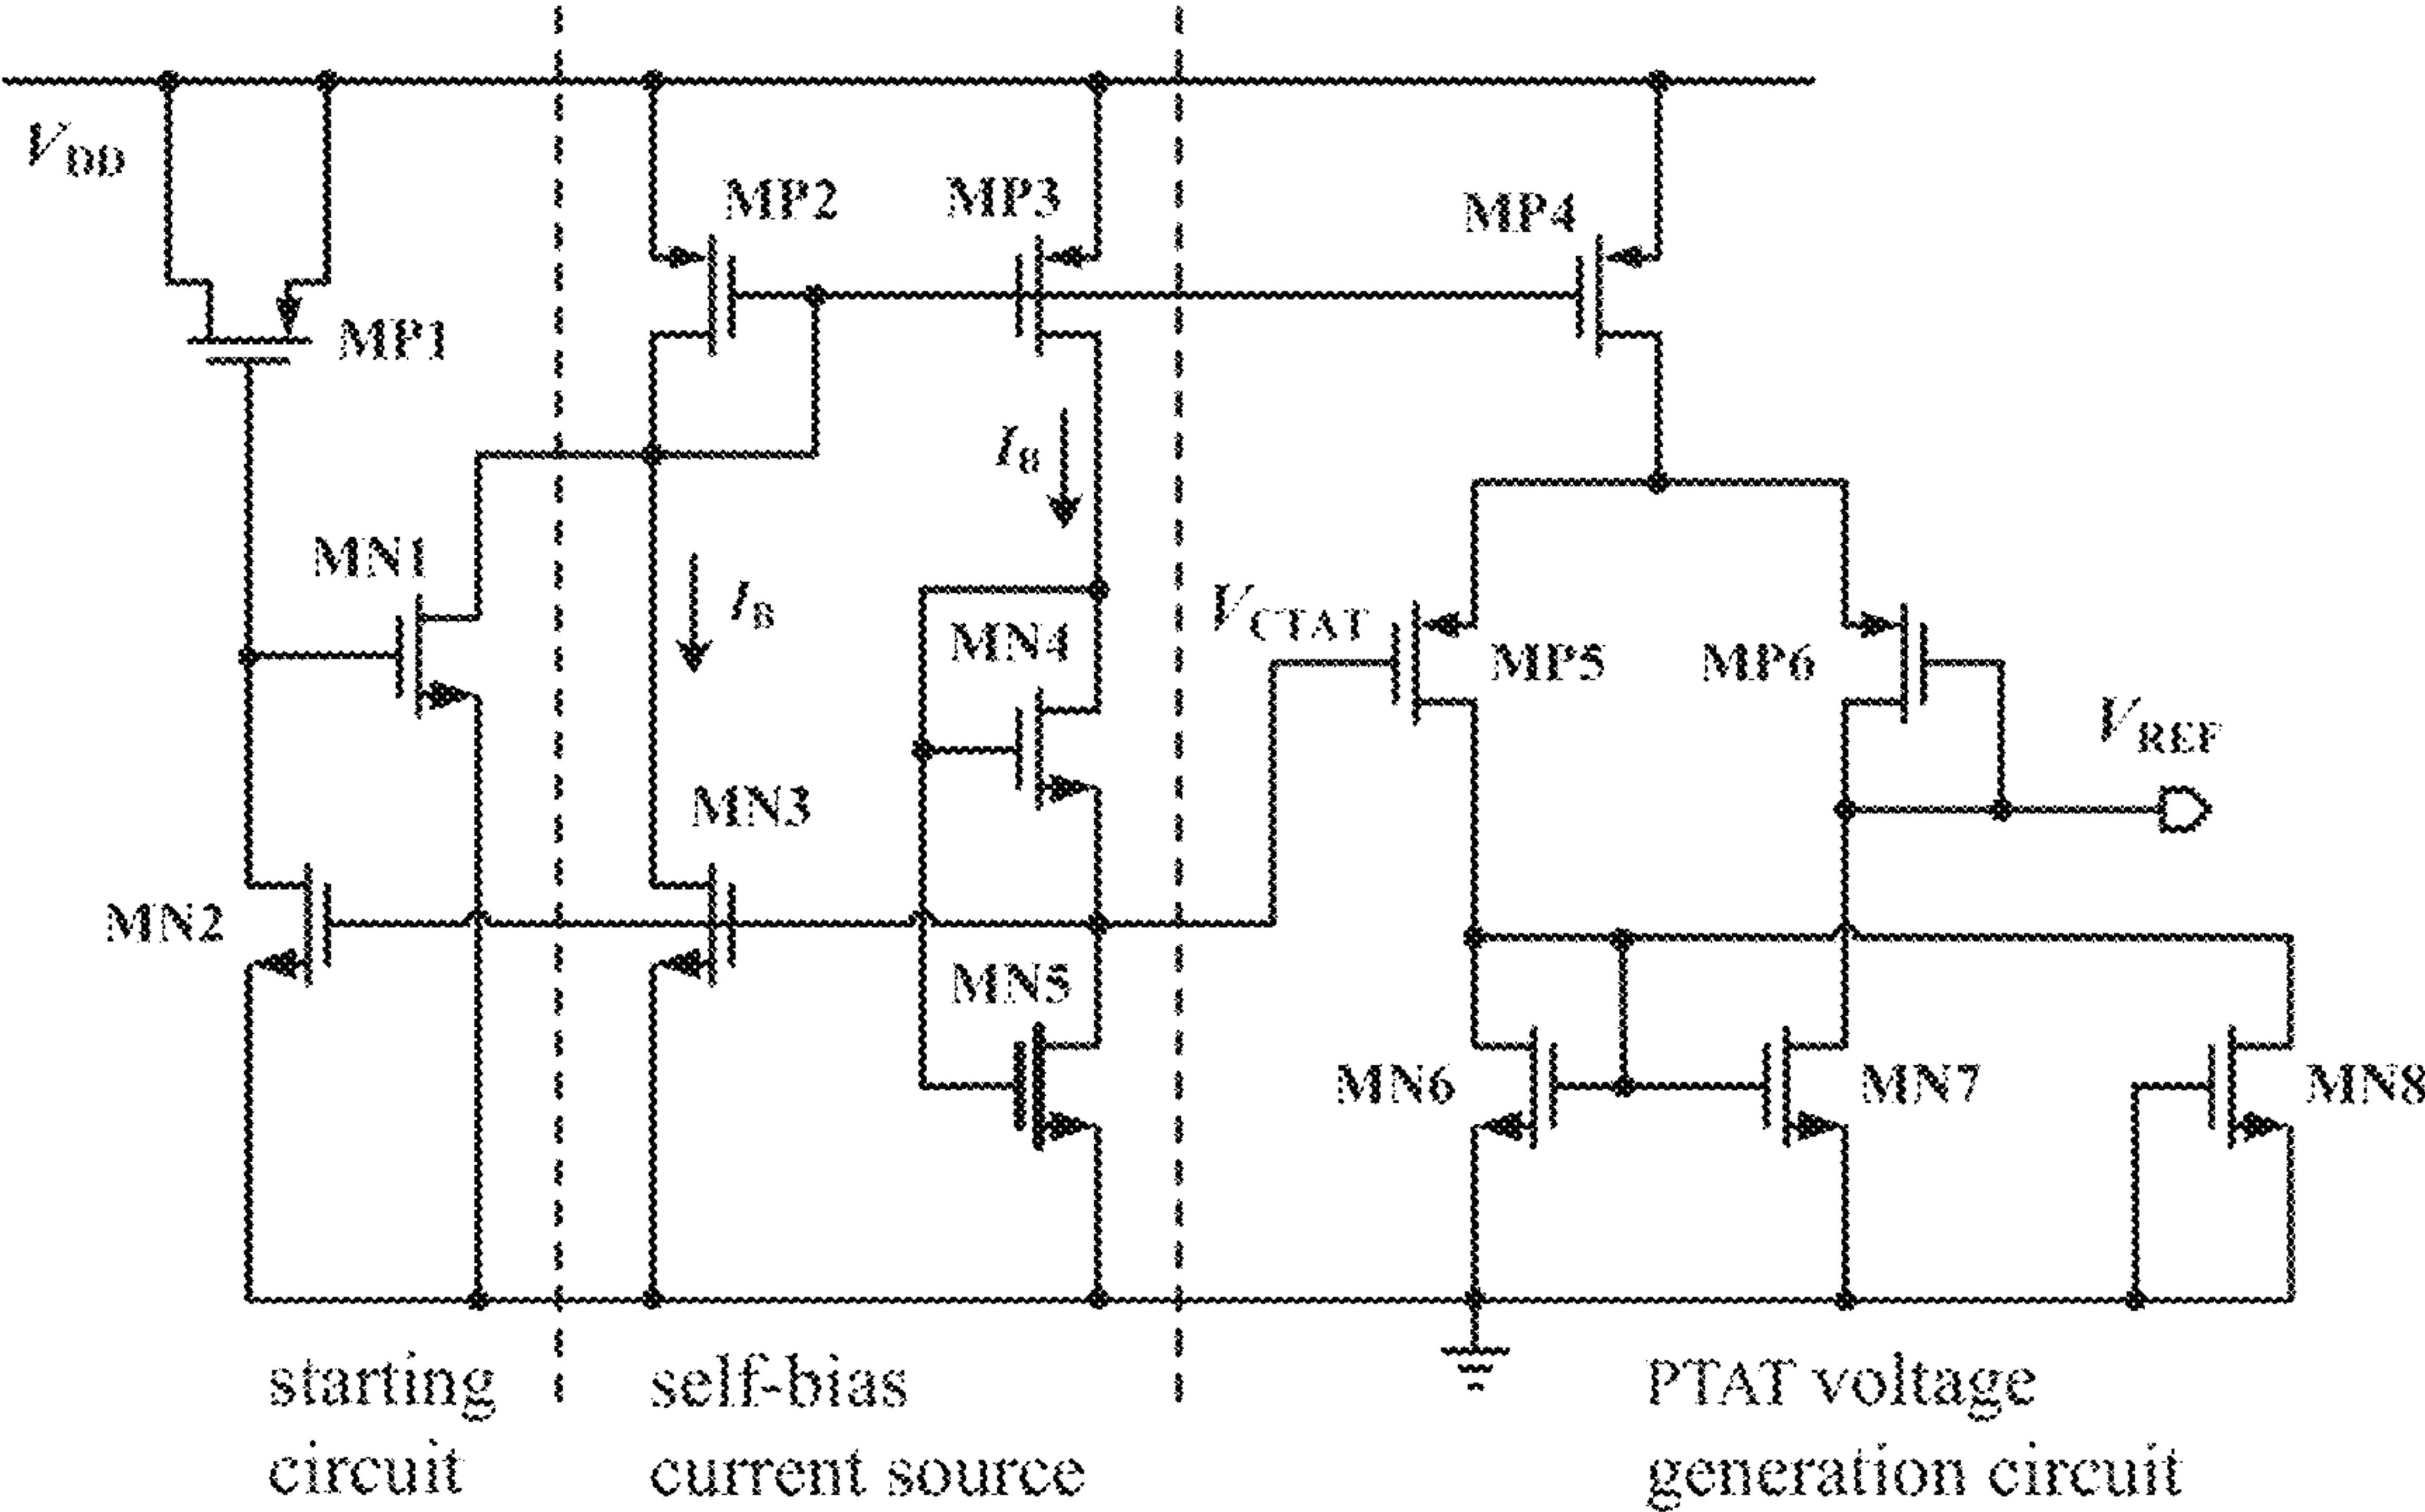 VDD
MP2
MP3
MP4
MP1
IB
MN1
IB
VCTAT
MN4
MP5
MP6
VREF
MN3
MN2
MN5
MN6
MN7
MN8
starting
circuit
self-bias
current source
PTAT voltage
generation circuit